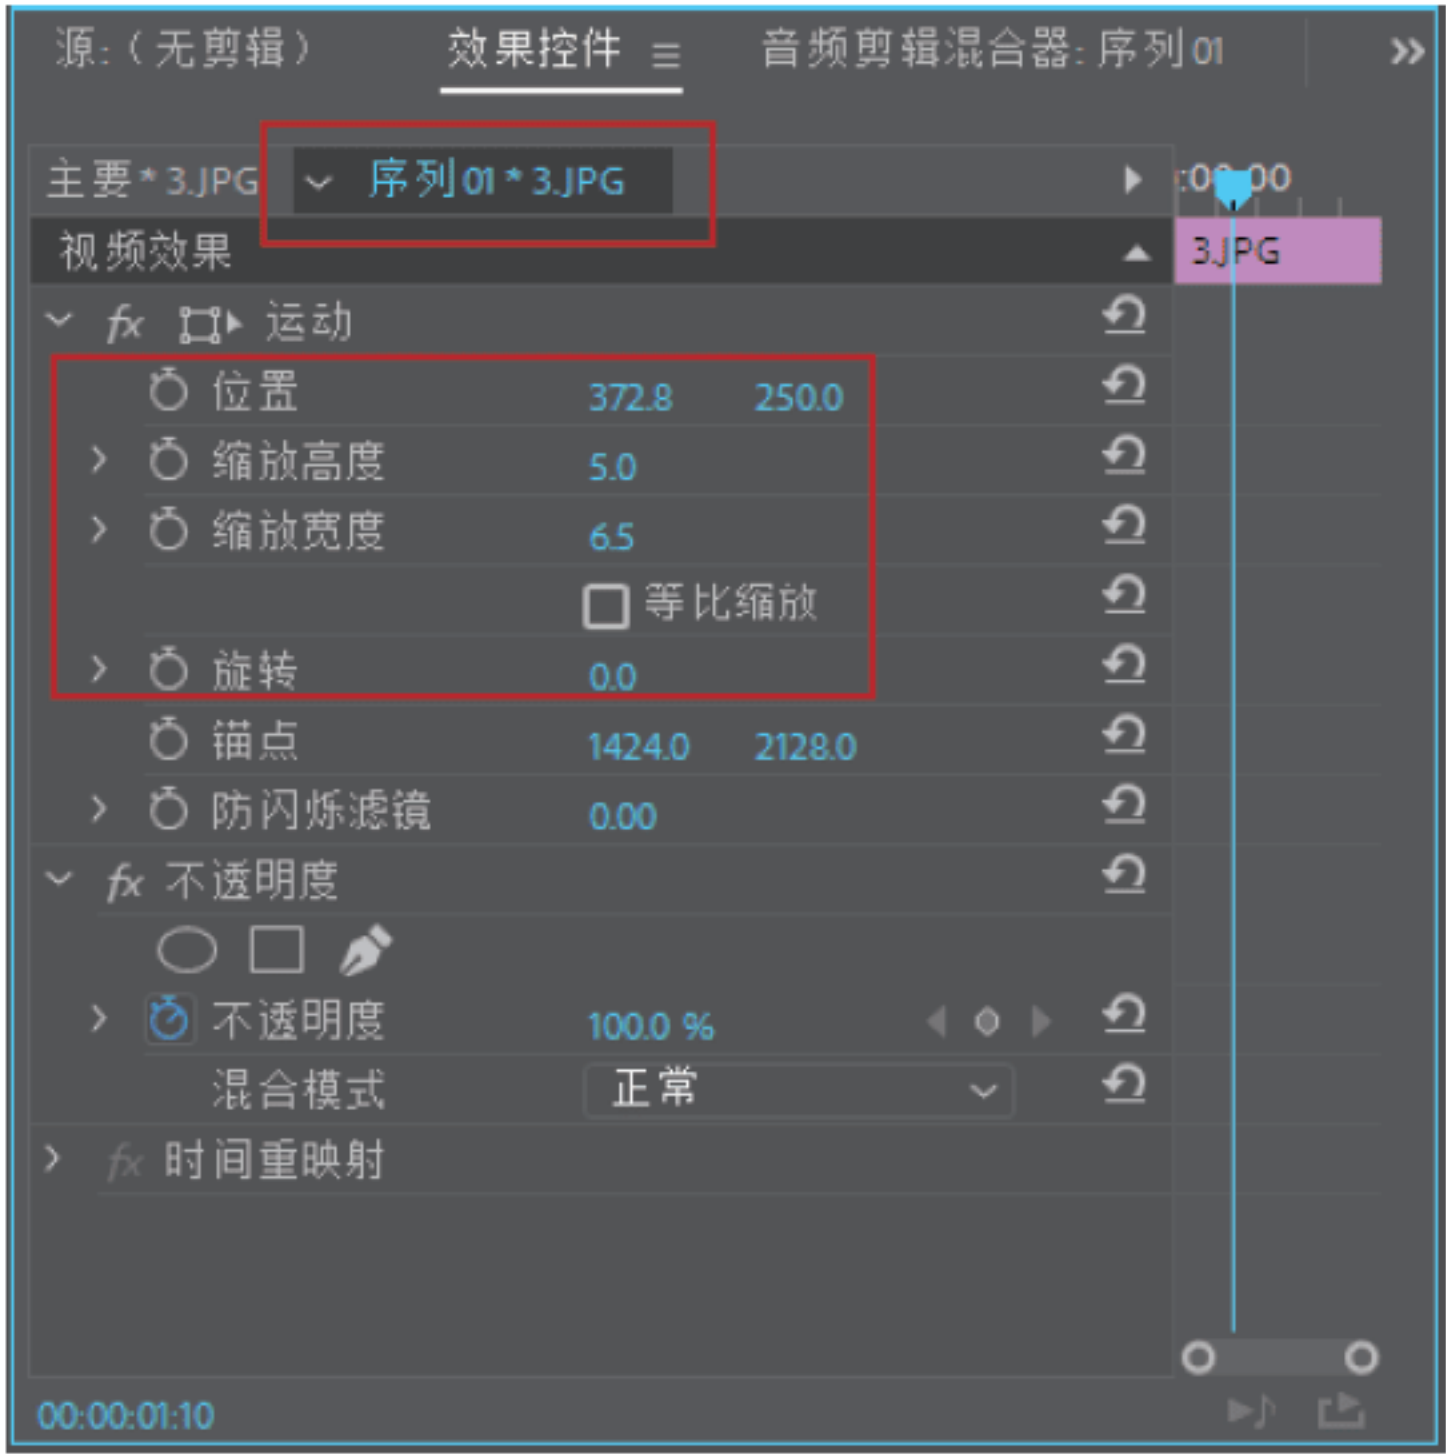 源:（无剪辑） 效果控件 音频剪辑混合器: 序列 01
主要 * 3.JPG 序列 01 * 3.JPG
视频效果 3.JPG
fx 运动
位置 372.8 250.0
缩放高度 5.0
缩放宽度 6.5
等比缩放
旋转 0.0
锚点 1424.0 2128.0
防闪烁滤镜 0.00
fx 不透明度
不透明度 100.0 %
混合模式 正常
fx 时间重映射
00:00:01:10